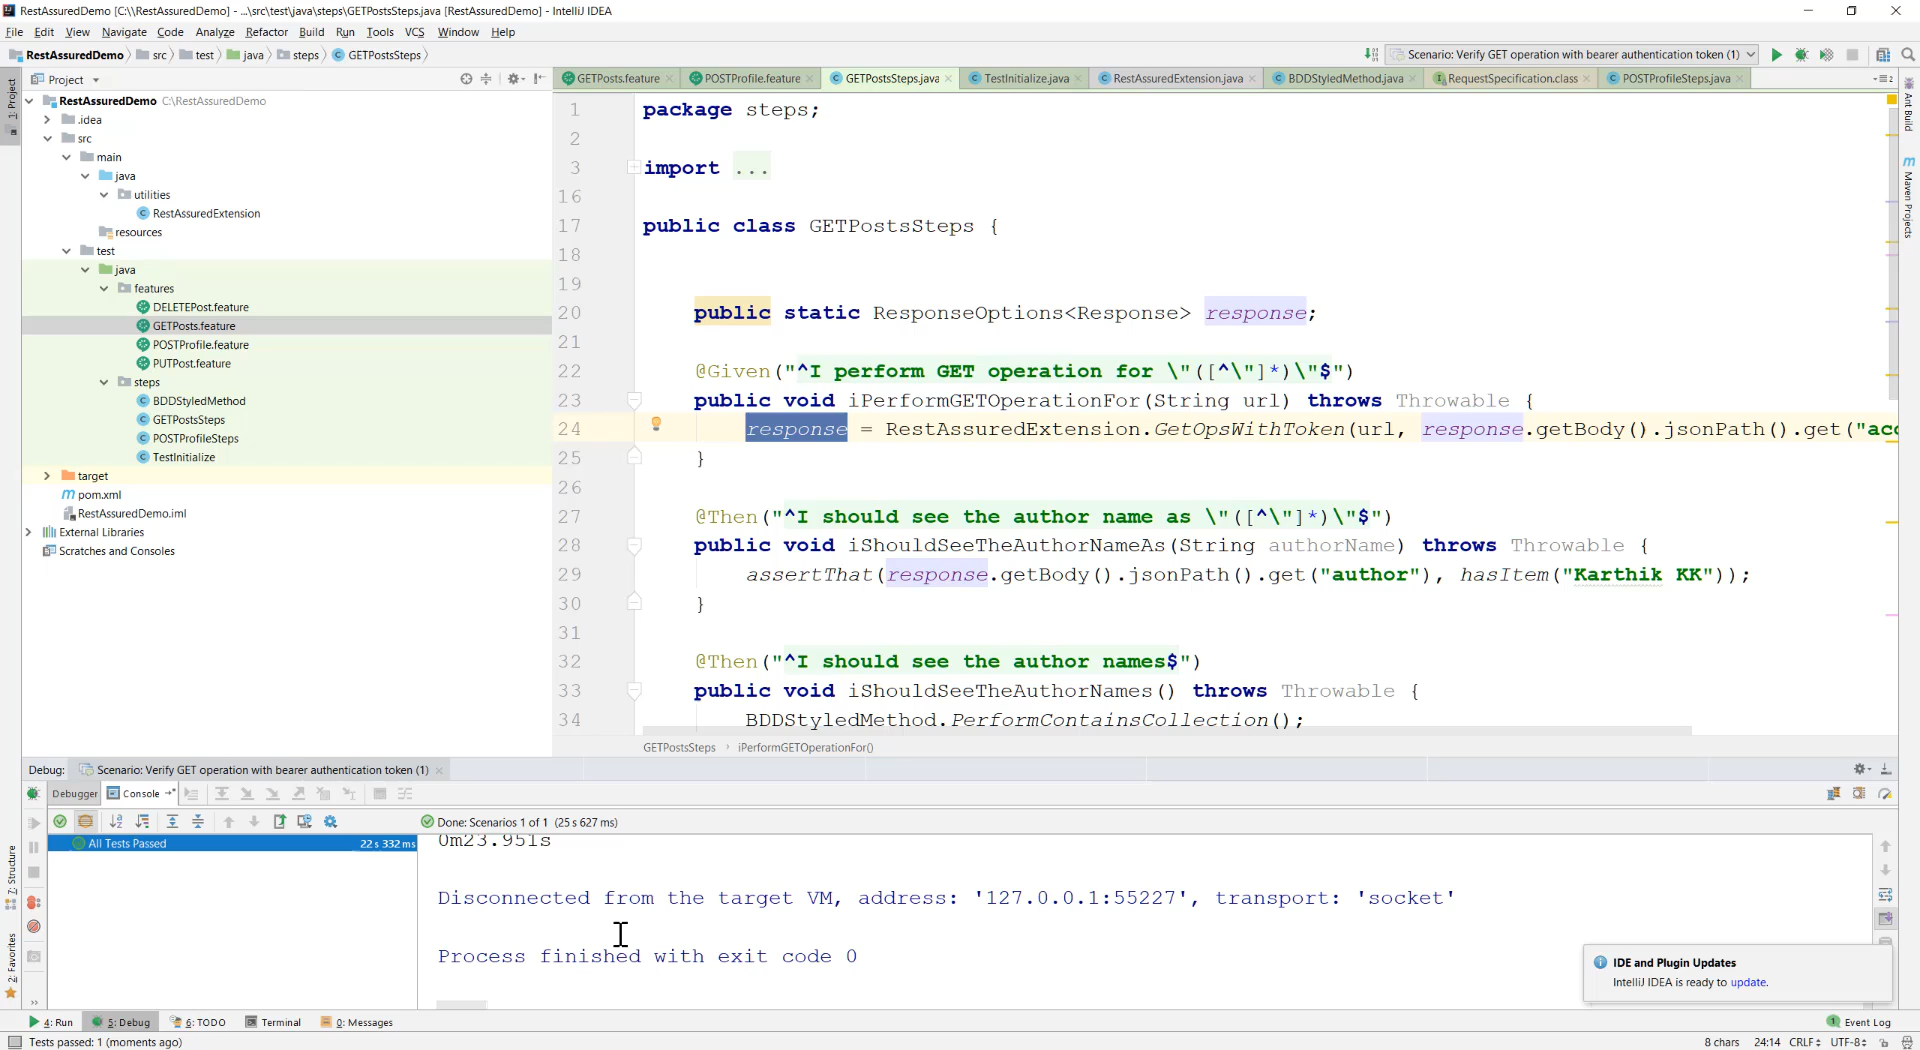 RestAssuredDemo [C:\\RestAssuredDemo] - ...\src\test\java\steps\GETPostsSteps.java [RestAssuredDemo] - IntelliJ IDEA
File Edit View Navigate Code Analyze Refactor Build Run Tools VCS Window Help
RestAssuredDemo src test java steps GETPostsSteps
Scenario: Verify GET operation with bearer authentication token (1)
Project
GETPosts.feature POSTProfile.feature GETPostsSteps.java TestInitialize.java RestAssuredExtension.java BDDStyledMethod.java RequestSpecification.class POSTProfileSteps.java
1: Project
RestAssuredDemo C:\RestAssuredDemo
.idea
src
main
java
utilities
RestAssuredExtension
resources
test
java
features
DELETEPost.feature
GETPosts.feature
POSTProfile.feature
PUTPost.feature
steps
BDDStyledMethod
GETPostsSteps
POSTProfileSteps
TestInitialize
target
pom.xml
RestAssuredDemo.iml
External Libraries
Scratches and Consoles
1 package steps;
2
3 import ...
16
17 public class GETPostsSteps {
18
19
20 public static ResponseOptions<Response> response;
21
22 @Given("^I perform GET operation for \"([^\"]*)\"$")
23 public void iPerformGETOperationFor(String url) throws Throwable {
24 response = RestAssuredExtension.GetOpsWithToken(url, response.getBody().jsonPath().get("acc
25 }
26
27 @Then("^I should see the author name as \"([^\"]*)\"$")
28 public void iShouldSeeTheAuthorNameAs(String authorName) throws Throwable {
29 assertThat(response.getBody().jsonPath().get("author"), hasItem("Karthik KK"));
30 }
31
32 @Then("^I should see the author names$")
33 public void iShouldSeeTheAuthorNames() throws Throwable {
34 BDDStyledMethod.PerformContainsCollection();
GETPostsSteps iPerformGETOperationFor()
Ant Build
Maven Projects
Debug: Scenario: Verify GET operation with bearer authentication token (1)
Debugger Console
Done: Scenarios 1 of 1 (25 s 627 ms)
All Tests Passed 22 s 332 ms
0m23.951s
Disconnected from the target VM, address: '127.0.0.1:55227', transport: 'socket'
Process finished with exit code 0
7: Structure
2: Favorites
IDE and Plugin Updates
IntelliJ IDEA is ready to update.
4: Run 5: Debug 6: TODO Terminal 0: Messages
1 Event Log
Tests passed: 1 (moments ago)
8 chars 24:14 CRLF UTF-8